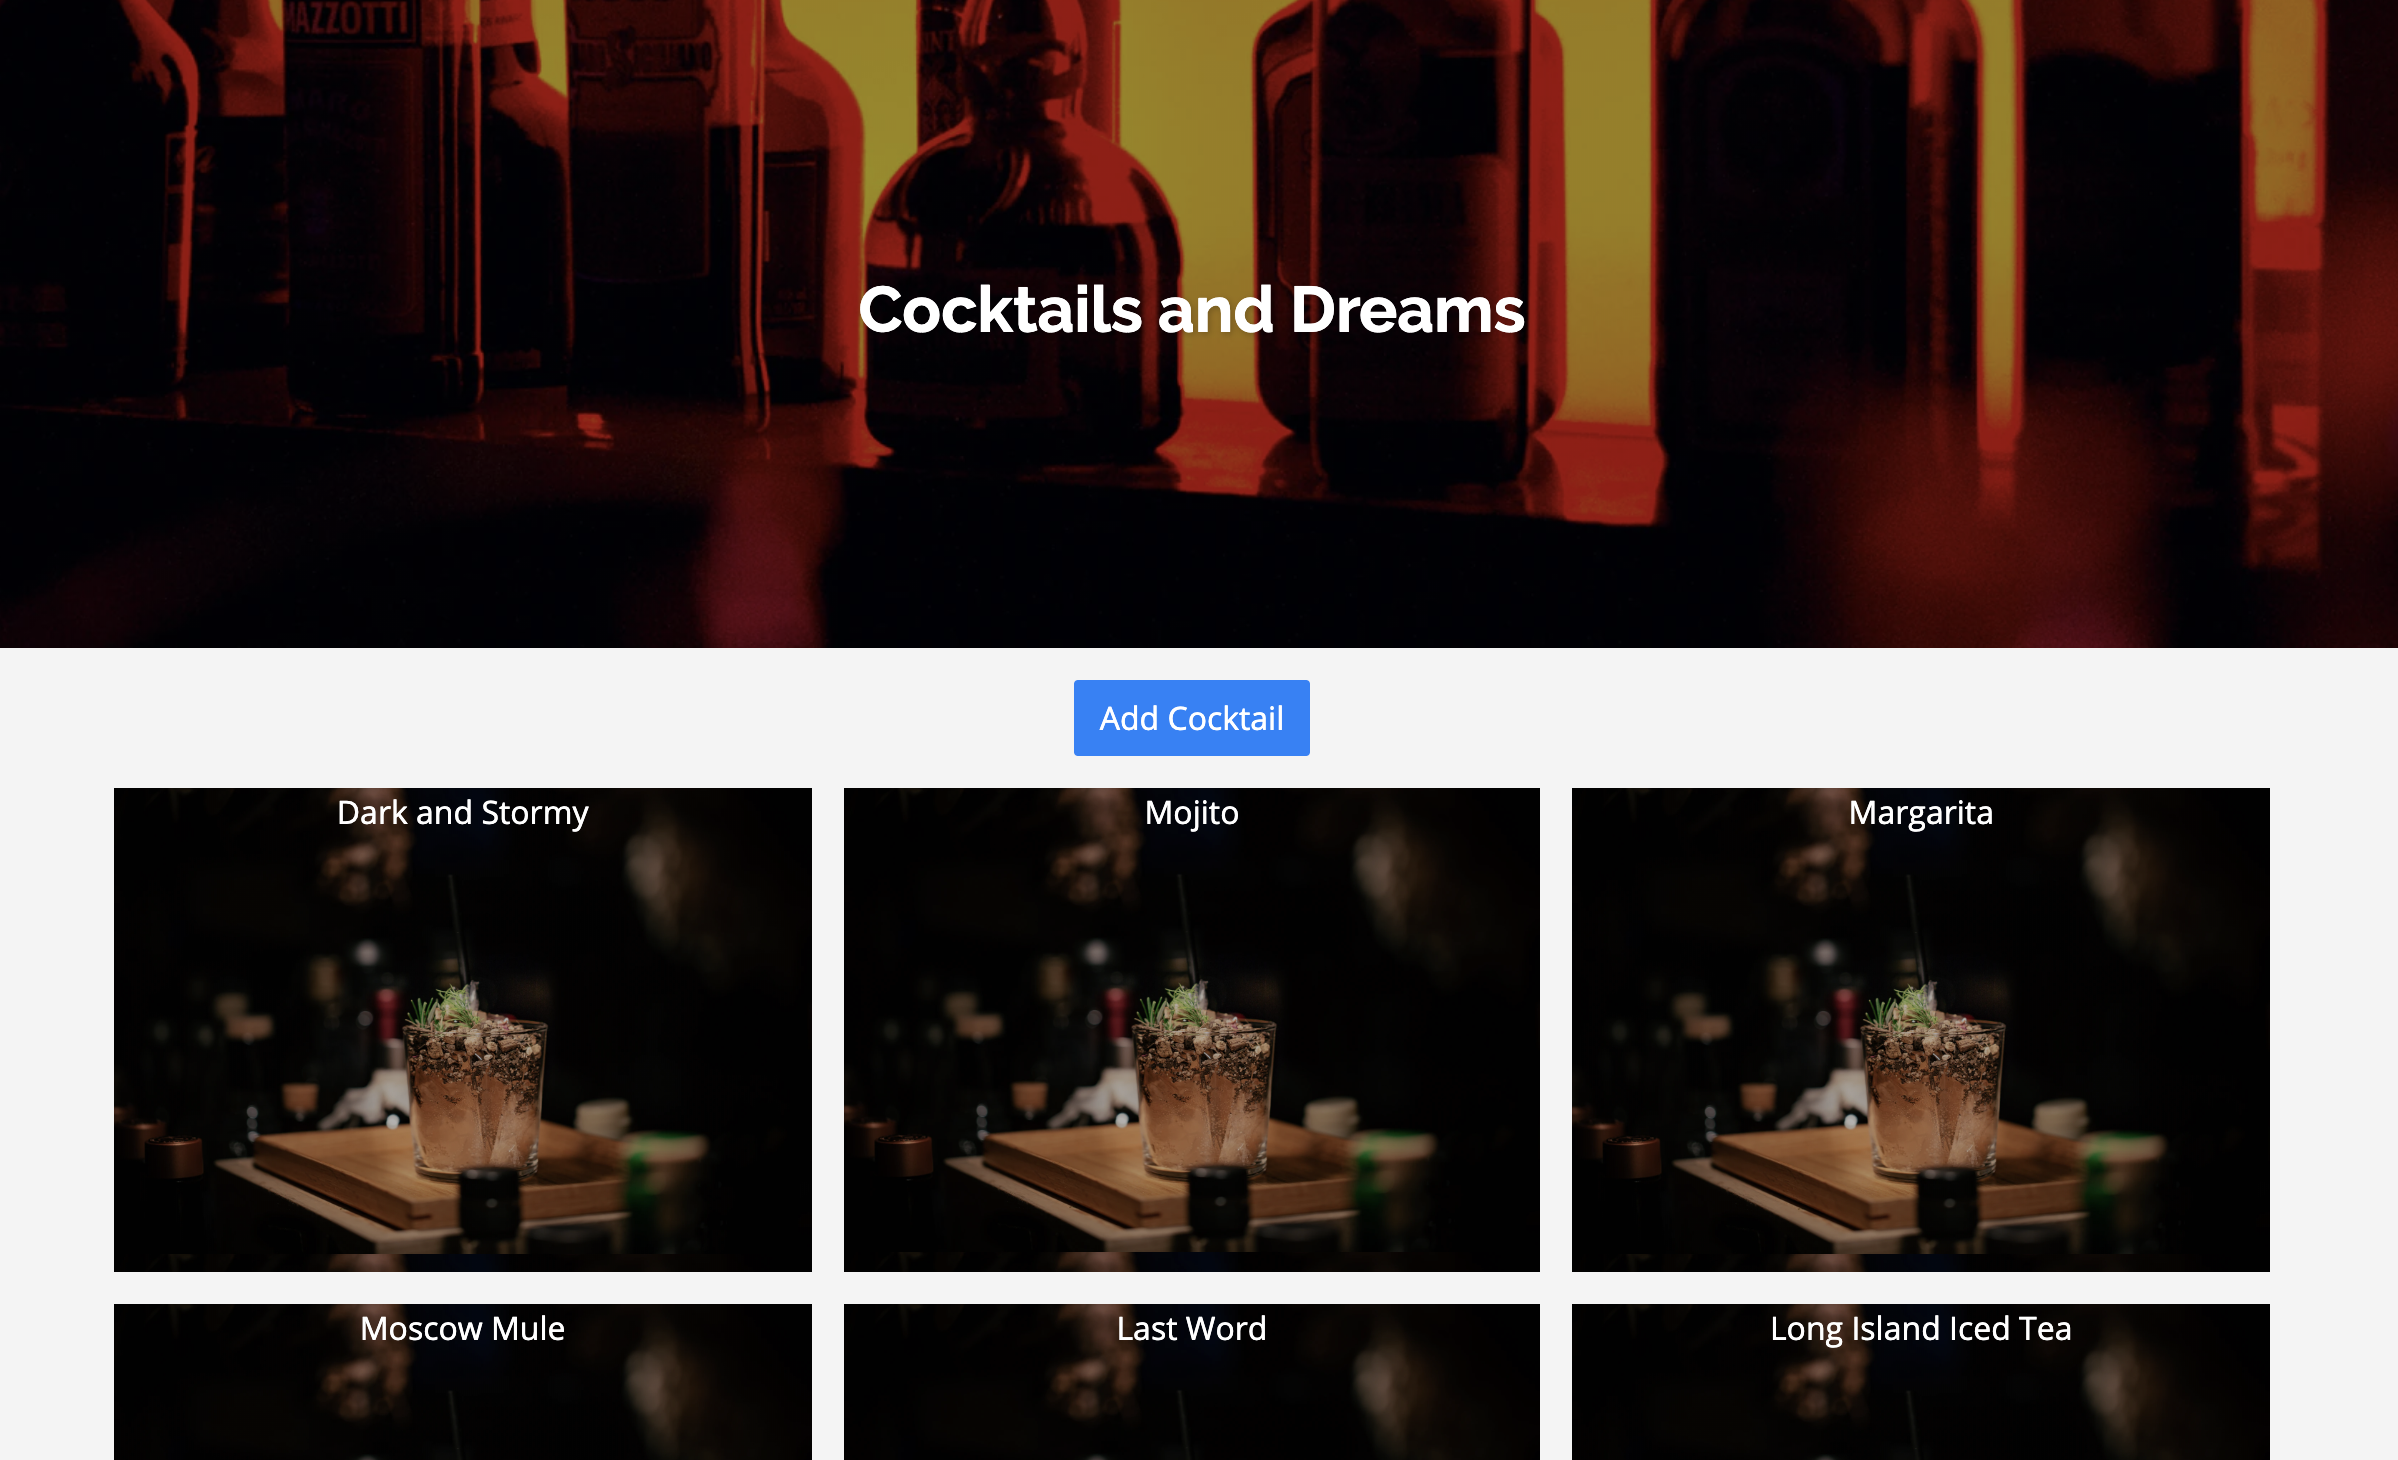 MAZZOTTI
Cocktails and Dreams
Add Cocktail
Dark and Stormy
Mojito
Margarita
Moscow Mule
Last Word
Long Island Iced Tea